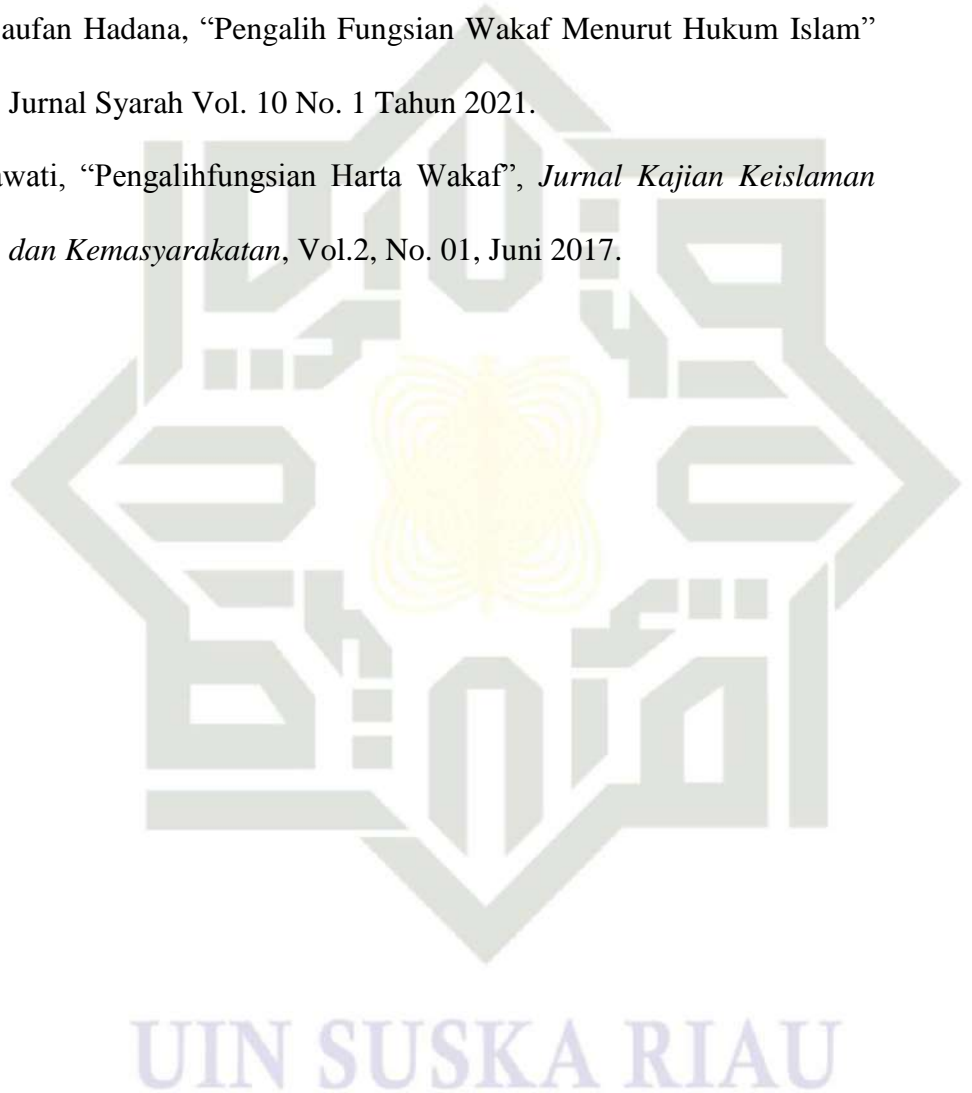 aufan Hadana, “Pengalih Fungsian Wakaf Menurut Hukum Islam”
Jurnal Syarah Vol. 10 No. 1 Tahun 2021.
wati, “Pengalihfungsian Harta Wakaf”, Jurnal Kajian Keislaman
dan Kemasyarakatan, Vol.2, No. 01, Juni 2017.
UIN SUSKA RIAU